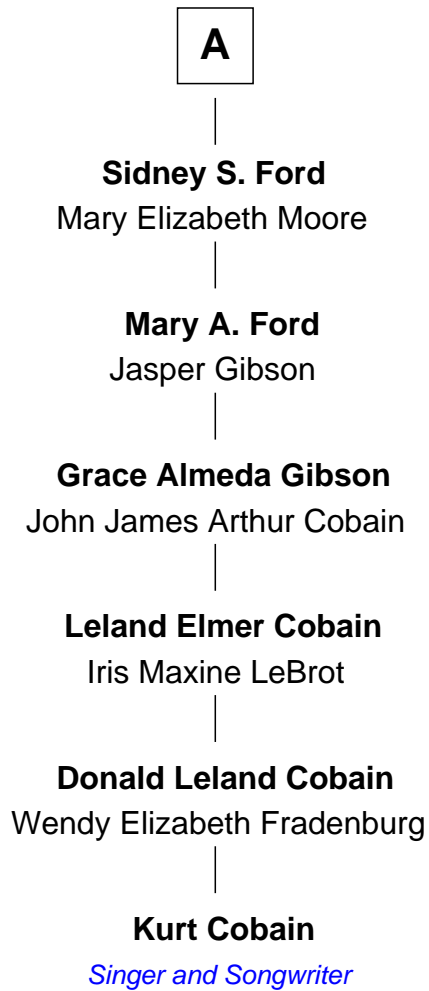 A
Sidney S. Ford
Mary Elizabeth Moore
Mary A. Ford
Jasper Gibson
Grace Almeda Gibson
John James Arthur Cobain
Leland Elmer Cobain
Iris Maxine LeBrot
Donald Leland Cobain
Wendy Elizabeth Fradenburg
Kurt Cobain
Singer and Songwriter